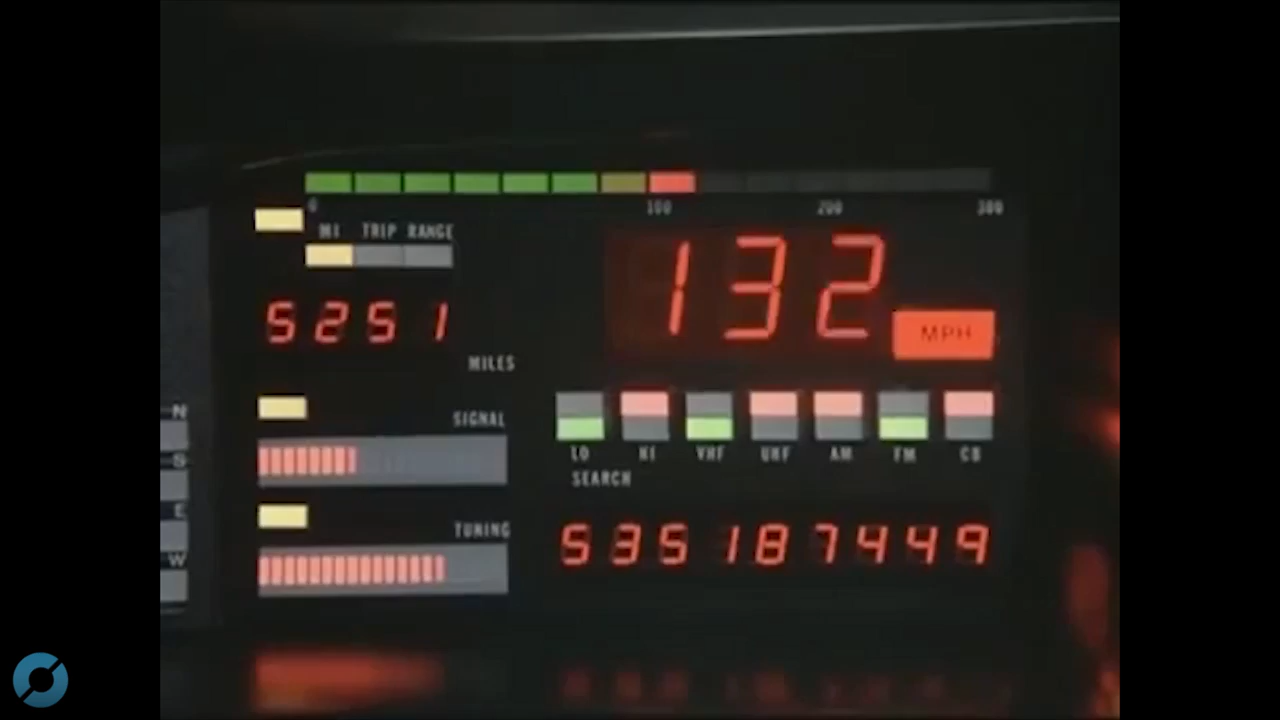 0 100 200 300
MI TRIP RANGE
132
MPH
5251
MILES
N
S
E
W
SIGNAL
LO HI VHF UHF AM FM CB
SEARCH
TUNING
535187449